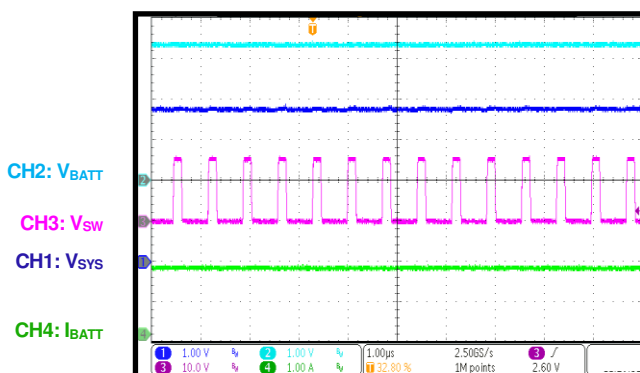 T
CH2: VBATT
2
CH3: VSW
3
CH1: VSYS
1
CH4: IBATT
4
1 1.00 V 2 1.00 V 1.00µs 2.50GS/s 3
3 10.0 V 4 1.00 A T 32.80 % 1M points 2.60 V